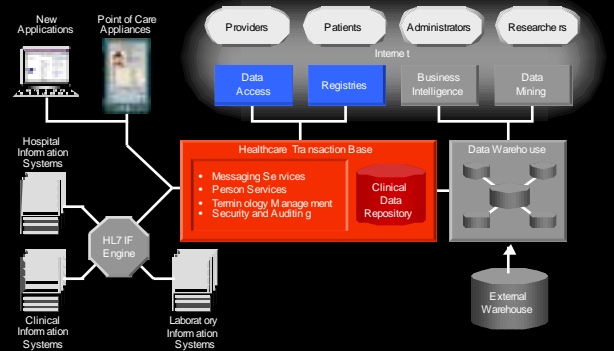 New
Applications
Point of Care
Appliances
Providers
Patients
Administrators
Researchers
Internet
Data
Access
Registries
Business
Intelligence
Data
Mining
Hospital
Information
Systems
Healthcare Transaction Base
• Messaging Services
• Person Services
• Terminology Management
• Security and Auditing
Clinical
Data
Repository
Data Warehouse
HL7 IF
Engine
Clinical
Information
Systems
Laboratory
Information
Systems
External
Warehouse